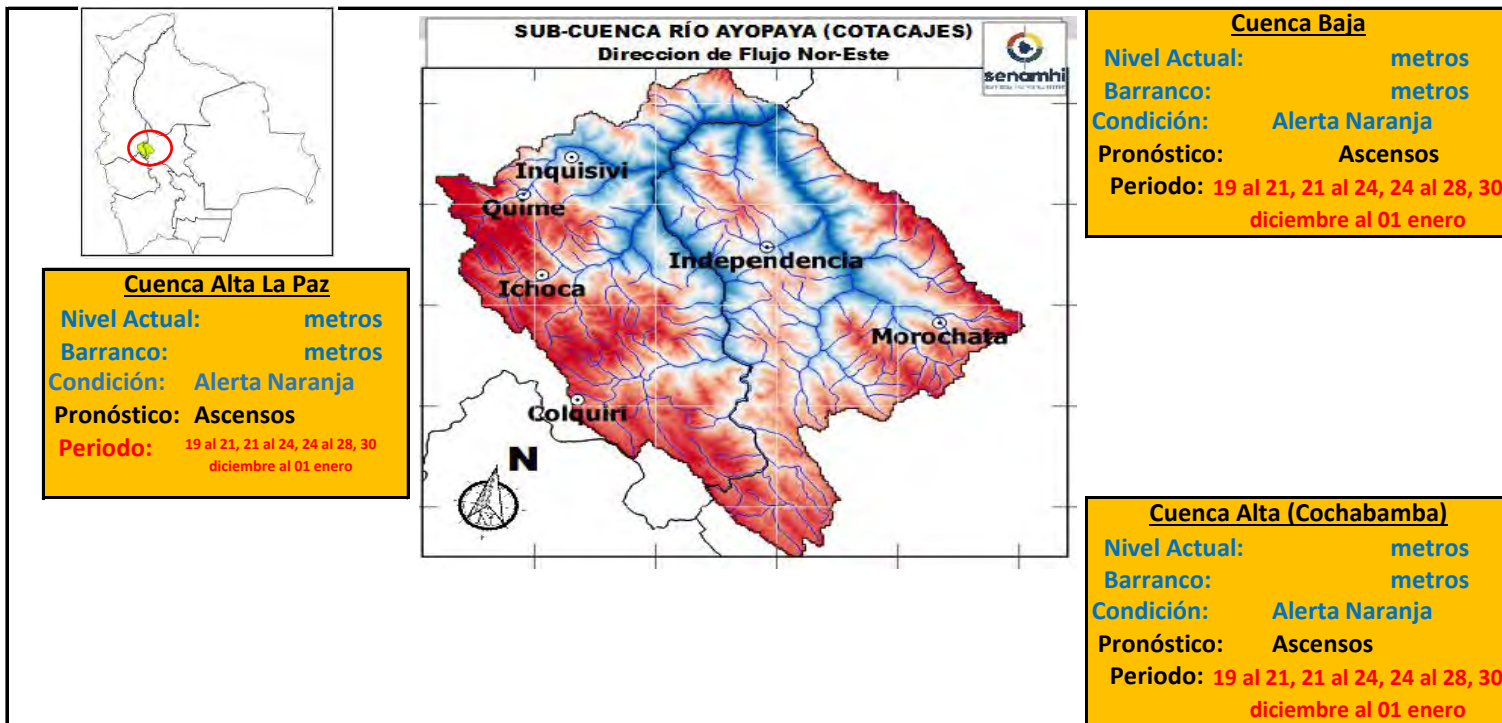 SUB-CUENCA RÍO AYOPAYA (COTACAJES)
Direccion de Flujo Nor-Este
senamhi
Inquisivi
Quime
Independencia
Ichoca
Morochata
Colquiri
N
Cuenca Alta La Paz
Nivel Actual: metros
Barranco: metros
Condición: Alerta Naranja
Pronóstico: Ascensos
Periodo: 19 al 21, 21 al 24, 24 al 28, 30
diciembre al 01 enero
Cuenca Baja
Nivel Actual: metros
Barranco: metros
Condición: Alerta Naranja
Pronóstico: Ascensos
Periodo: 19 al 21, 21 al 24, 24 al 28, 30
diciembre al 01 enero
Cuenca Alta (Cochabamba)
Nivel Actual: metros
Barranco: metros
Condición: Alerta Naranja
Pronóstico: Ascensos
Periodo: 19 al 21, 21 al 24, 24 al 28, 30
diciembre al 01 enero